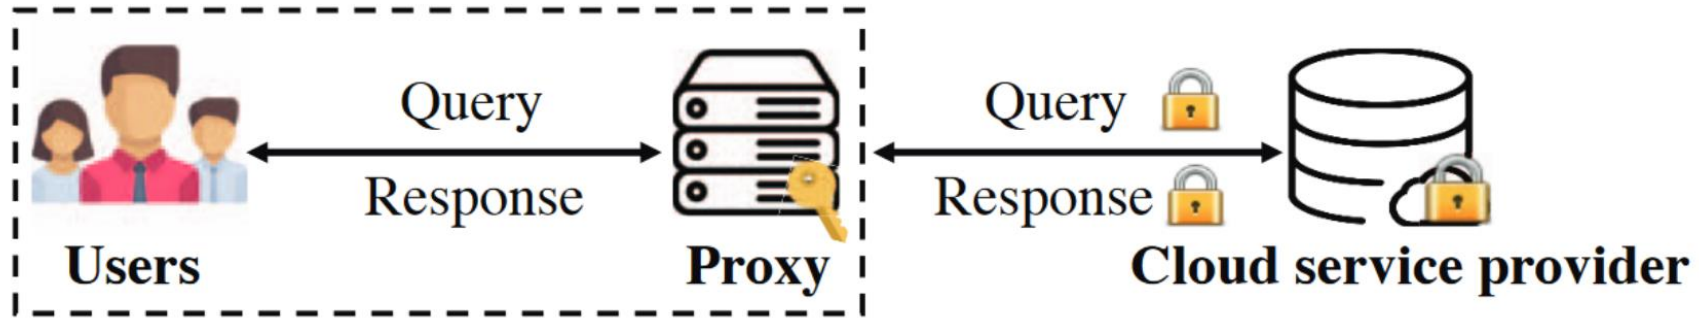 Query
Response
Users
Proxy
Query
Response
Cloud service provider